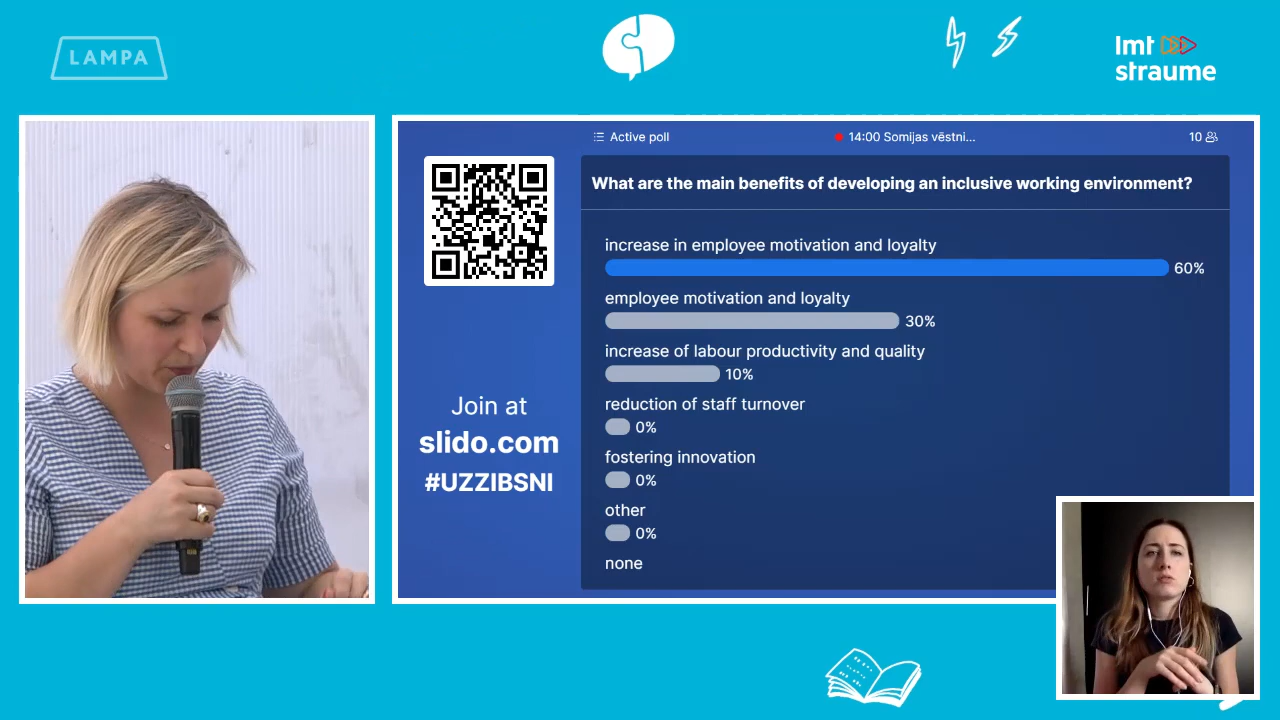 LAMPA
lmt
straume
Active poll
14:00 Somijas vēstni...
10
What are the main benefits of developing an inclusive working environment?
increase in employee motivation and loyalty
60%
employee motivation and loyalty
30%
increase of labour productivity and quality
10%
reduction of staff turnover
0%
fostering innovation
0%
other
0%
none
Join at
slido.com
#UZZIBSNI